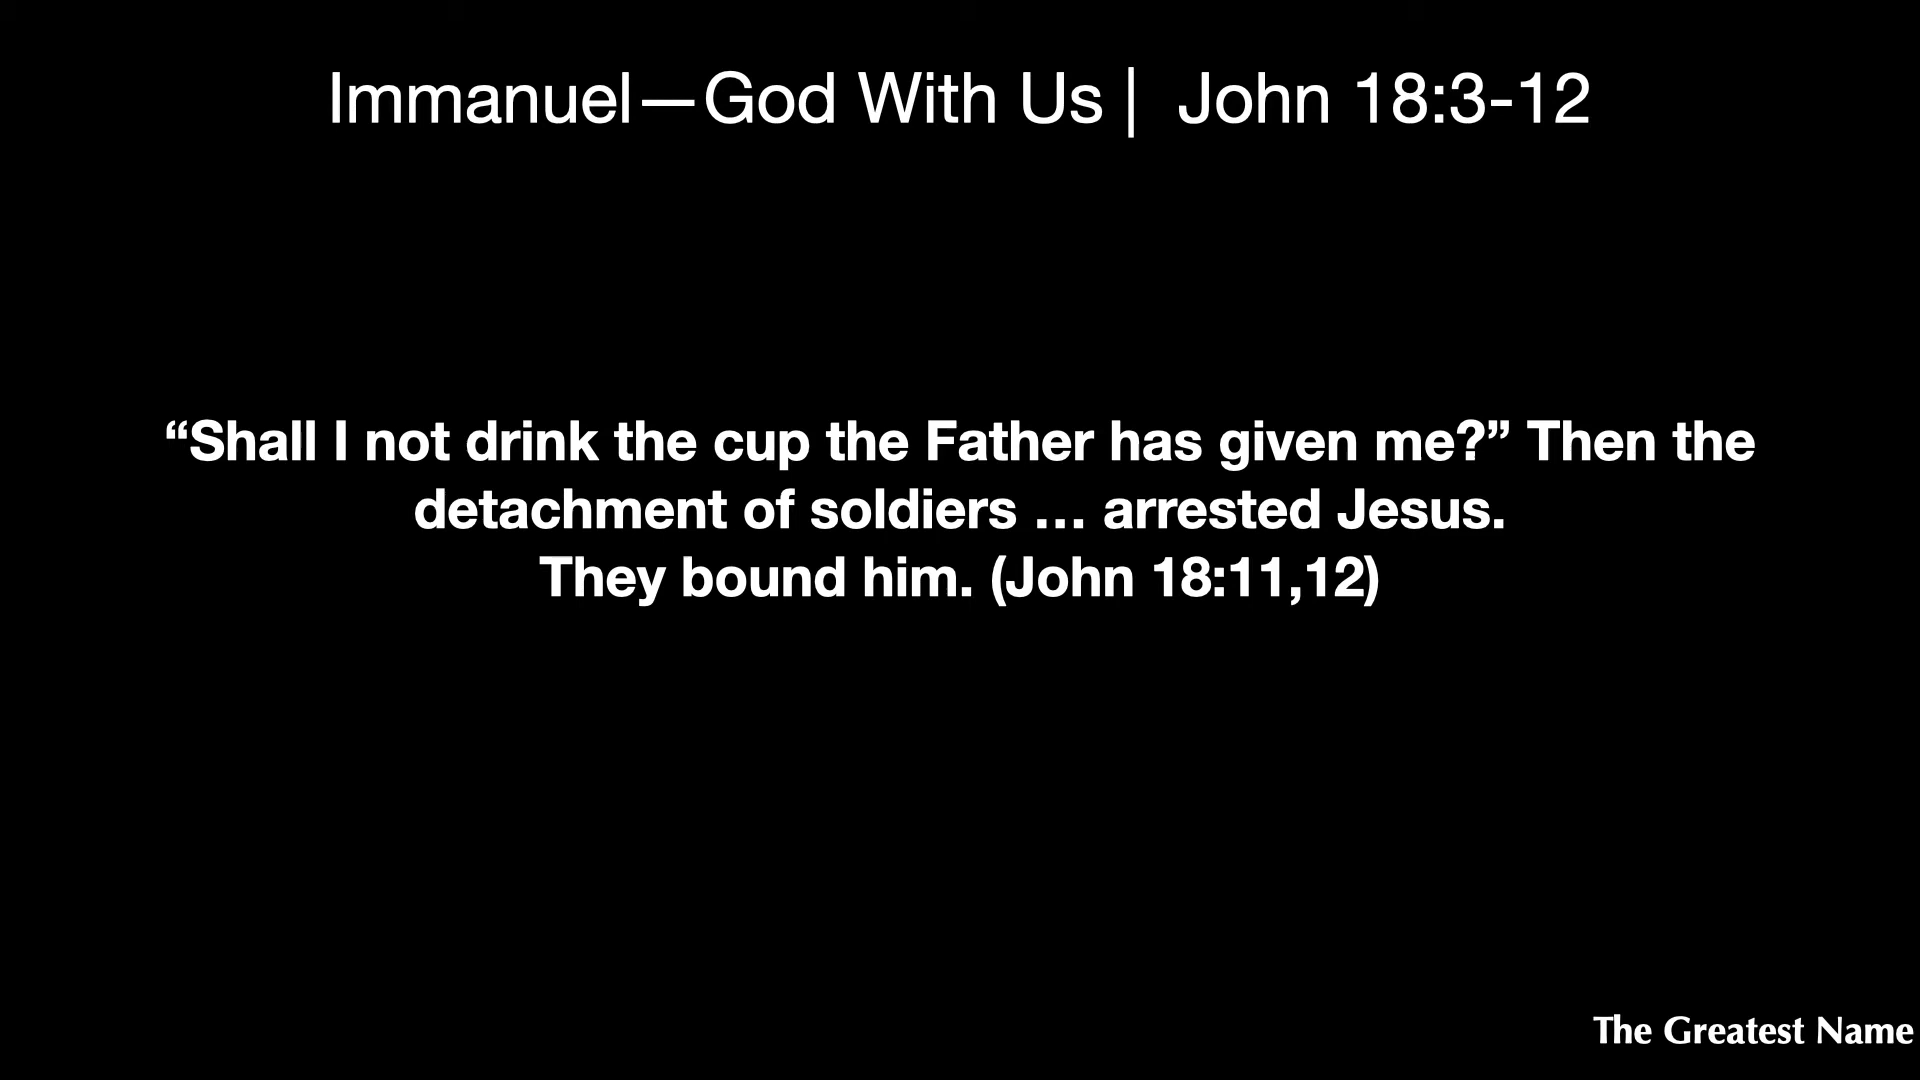 Immanuel—God With Us | John 18:3-12
“Shall I not drink the cup the Father has given me?” Then the
detachment of soldiers … arrested Jesus.
They bound him. (John 18:11,12)
The Greatest Name